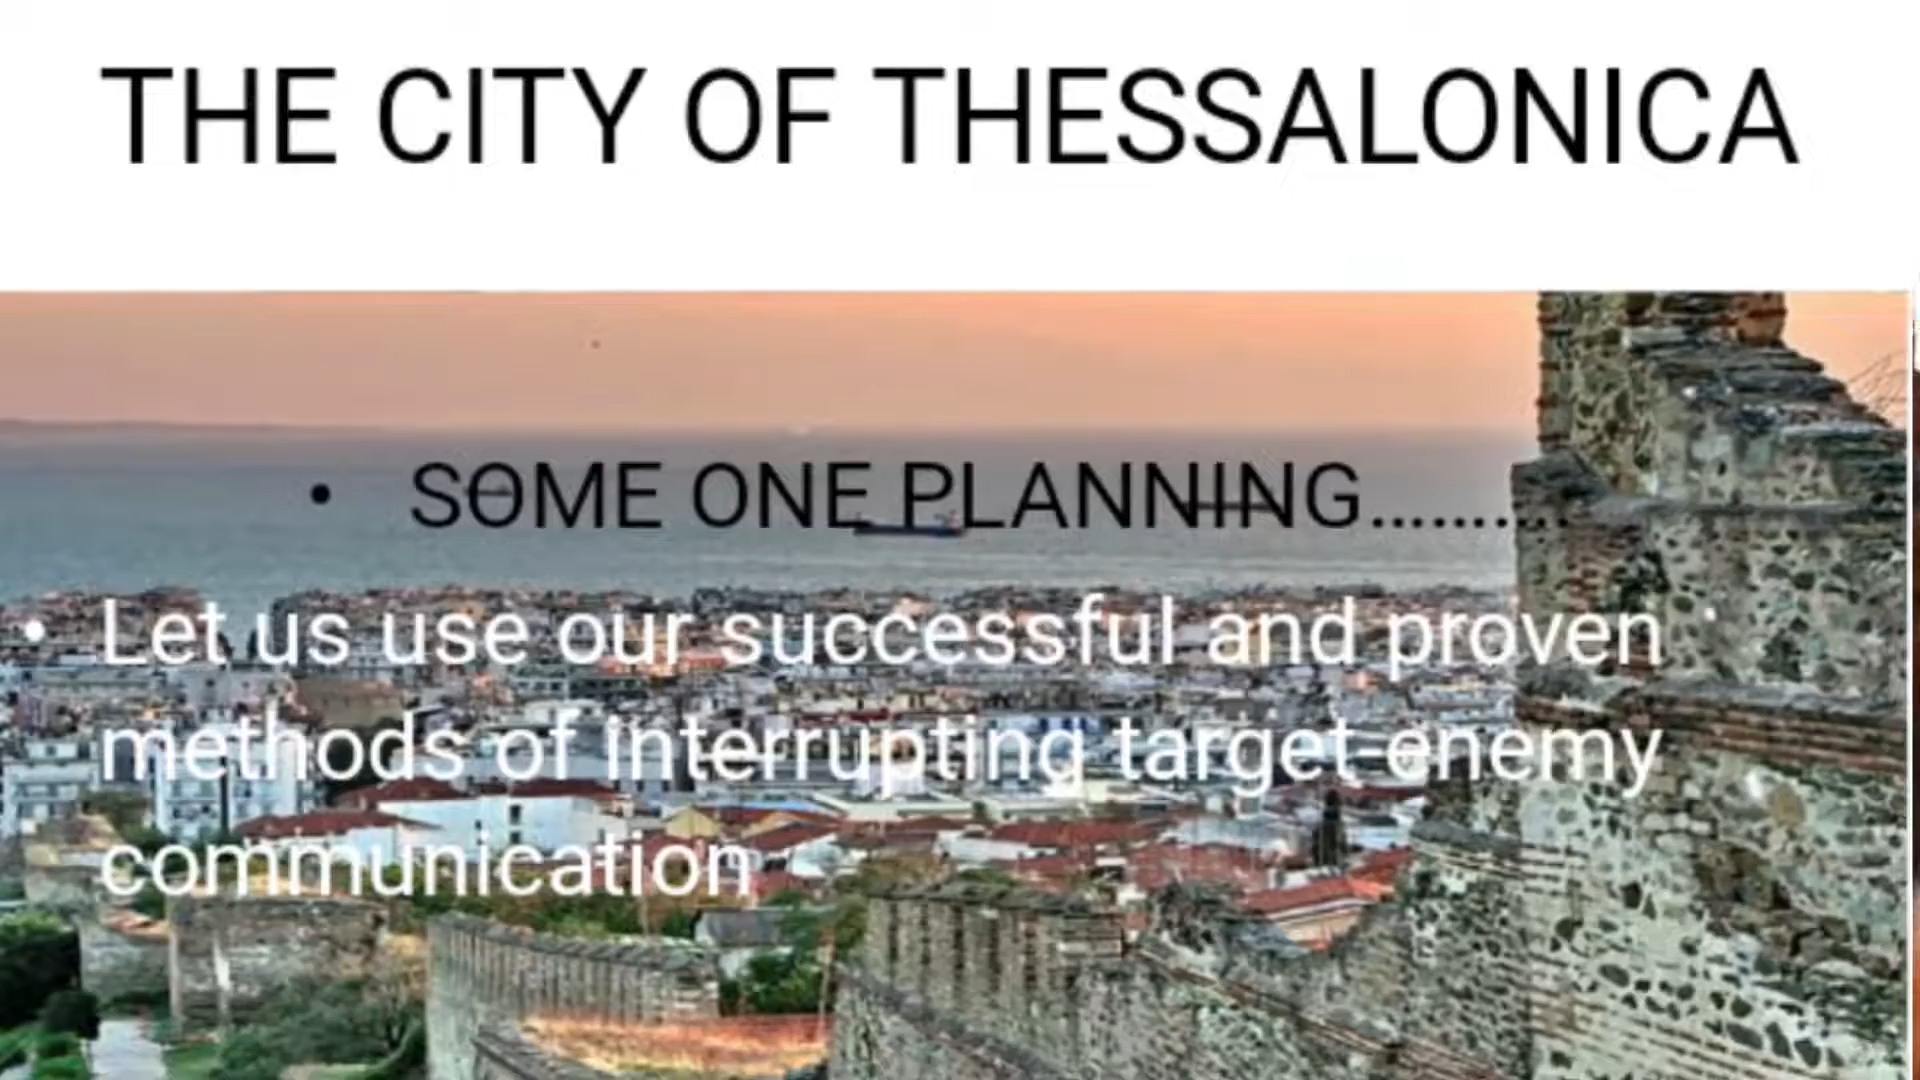 THE CITY OF THESSALONICA
• SOME ONE PLANNING..........
• Let us use our successful and proven
methods of interrupting target enemy
communication